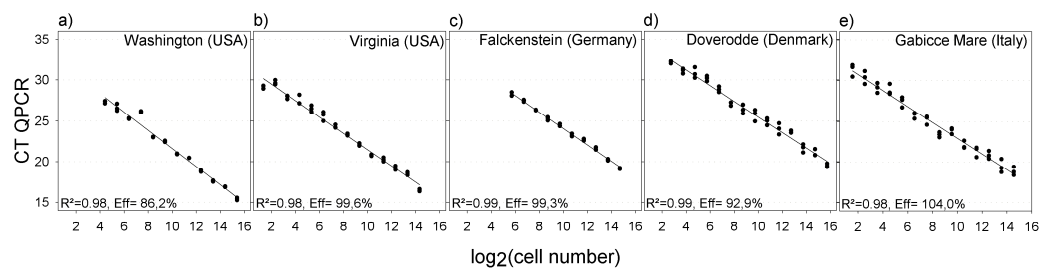 a)
b)
c)
d)
e)
Washington (USA)
Virginia (USA)
Falckenstein (Germany)
Doverodde (Denmark)
Gabicce Mare (Italy)
CT QPCR
35
30
25
20
15
R²=0.98, Eff= 86,2%
R²=0.98, Eff= 99,6%
R²=0.99, Eff= 99,3%
R²=0.99, Eff= 92,9%
R²=0.98, Eff= 104,0%
2 4 6 8 10 12 14 16
2 4 6 8 10 12 14 16
2 4 6 8 10 12 14 16
2 4 6 8 10 12 14 16
2 4 6 8 10 12 14 16
log2(cell number)